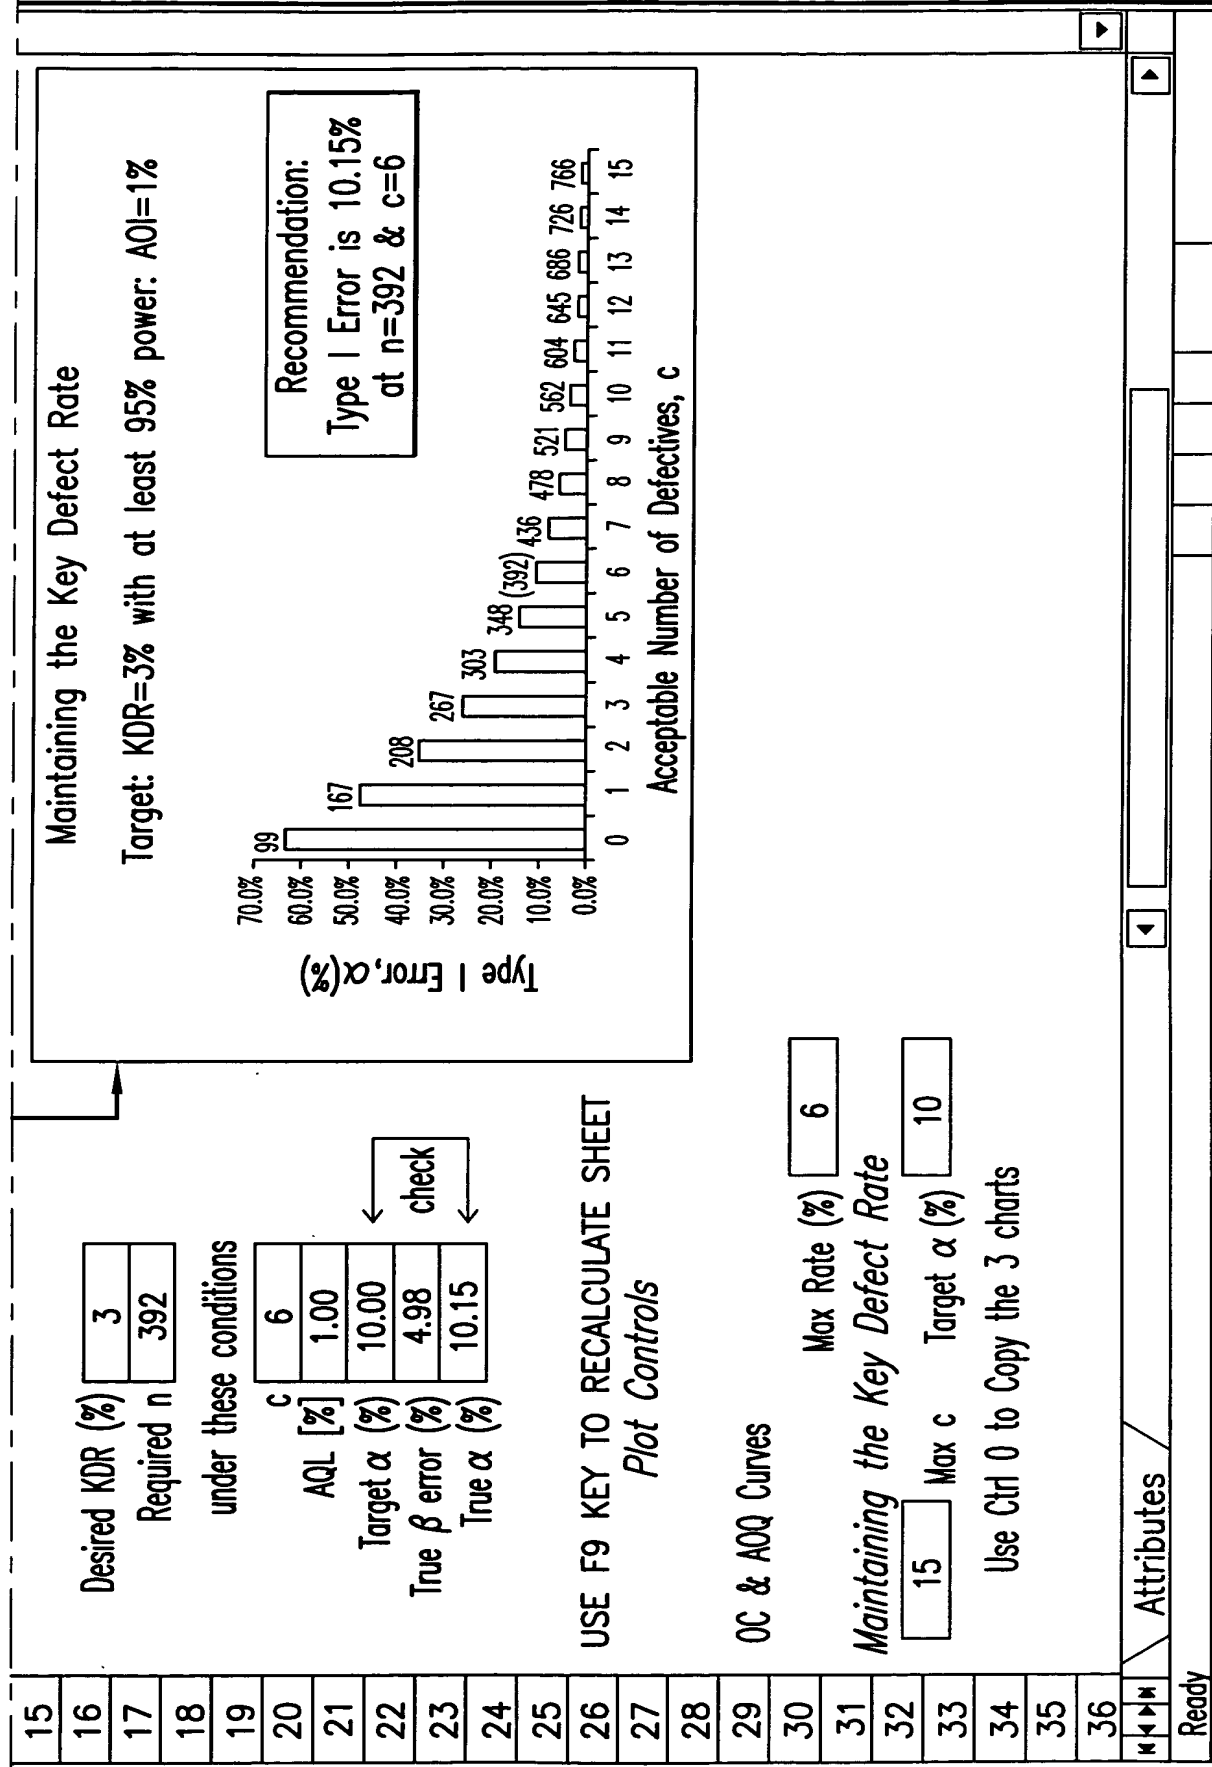 15
16
17
18
19
20
21
22
23
24
25
26
27
28
29
30
31
32
33
34
35
36
Desired KDR (%) 3
Required n 392
under these conditions
c 6
AQL [%] 1.00
Target α (%) 10.00
True β error (%) 4.98
True α (%) 10.15
check
USE F9 KEY TO RECALCULATE SHEET
Plot Controls
OC & AOQ Curves
Max Rate (%) 6
Maintaining the Key Defect Rate
15 Max c Target α (%) 10
Use Ctrl O to Copy the 3 charts
Maintaining the Key Defect Rate
Target: KDR=3% with at least 95% power: AOI=1%
Recommendation:
Type I Error is 10.15%
at n=392 & c=6
Type I Error, α(%)
70.0%
60.0%
50.0%
40.0%
30.0%
20.0%
10.0%
0.0%
99 167 208 267 303 348 (392) 436 478 521 562 604 645 686 726 766
0 1 2 3 4 5 6 7 8 9 10 11 12 13 14 15
Acceptable Number of Defectives, c
Attributes
Ready